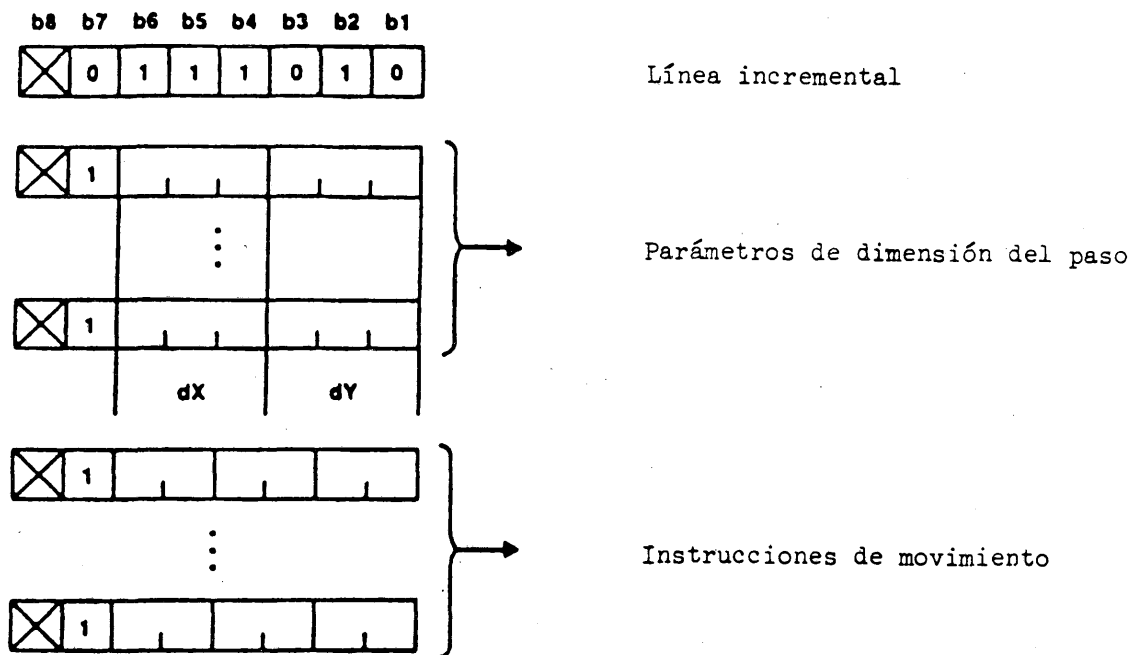 b8 b7 b6 b5 b4 b3 b2 b1
0 1 1 1 0 1 0
Línea incremental
1
Parámetros de dimensión del paso
1
dX dY
1
Instrucciones de movimiento
1